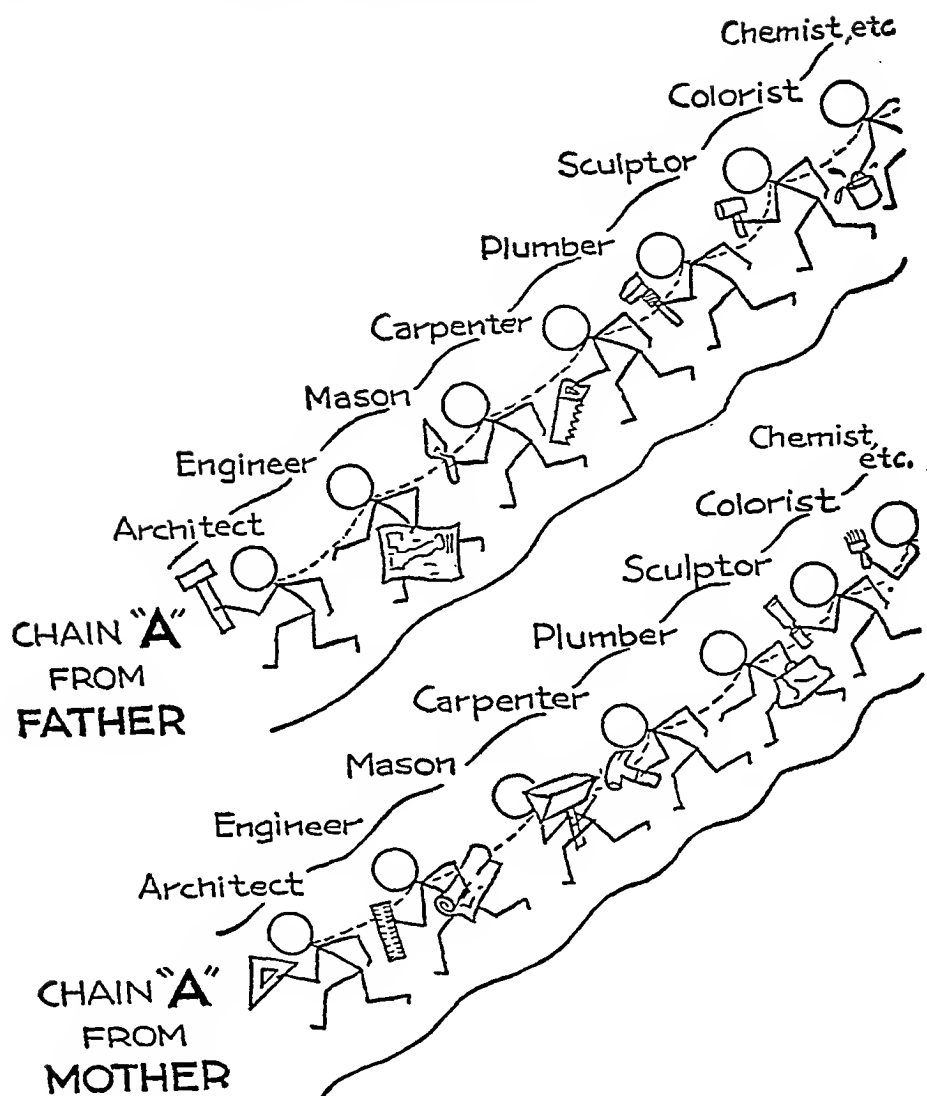 Chemist, etc
Colorist
Sculptor
Plumber
Carpenter
Mason
Engineer
Architect
CHAIN "A"
FROM
FATHER
Chemist,
etc.
Colorist
Sculptor
Plumber
Carpenter
Mason
Engineer
Architect
CHAIN "A"
FROM
MOTHER